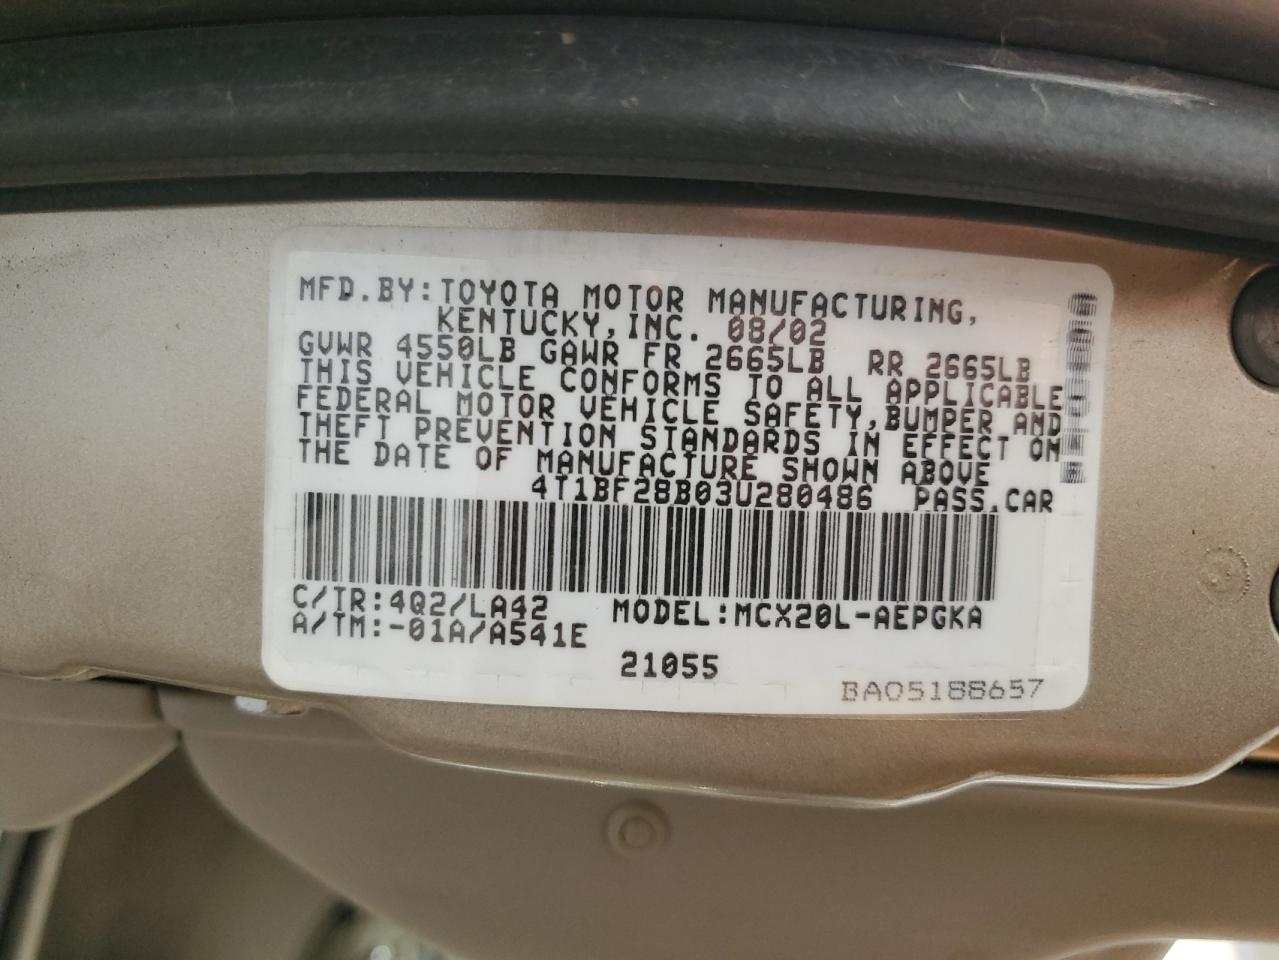 MFD.BY:TOYOTA MOTOR MANUFACTURING,
KENTUCKY,INC. 08/02
GVWR 4550LB GAWR FR 2665LB RR 2665LB
THIS VEHICLE CONFORMS TO ALL APPLICABLE
FEDERAL MOTOR VEHICLE SAFETY,BUMPER AND
THEFT PREVENTION STANDARDS IN EFFECT ON
THE DATE OF MANUFACTURE SHOWN ABOVE
4T1BF28B03U280486 PASS.CAR
C/TR:4Q2/LA42 MODEL:MCX20L-AEPGKA
A/TM:-01A/A541E
21055
BA05188657